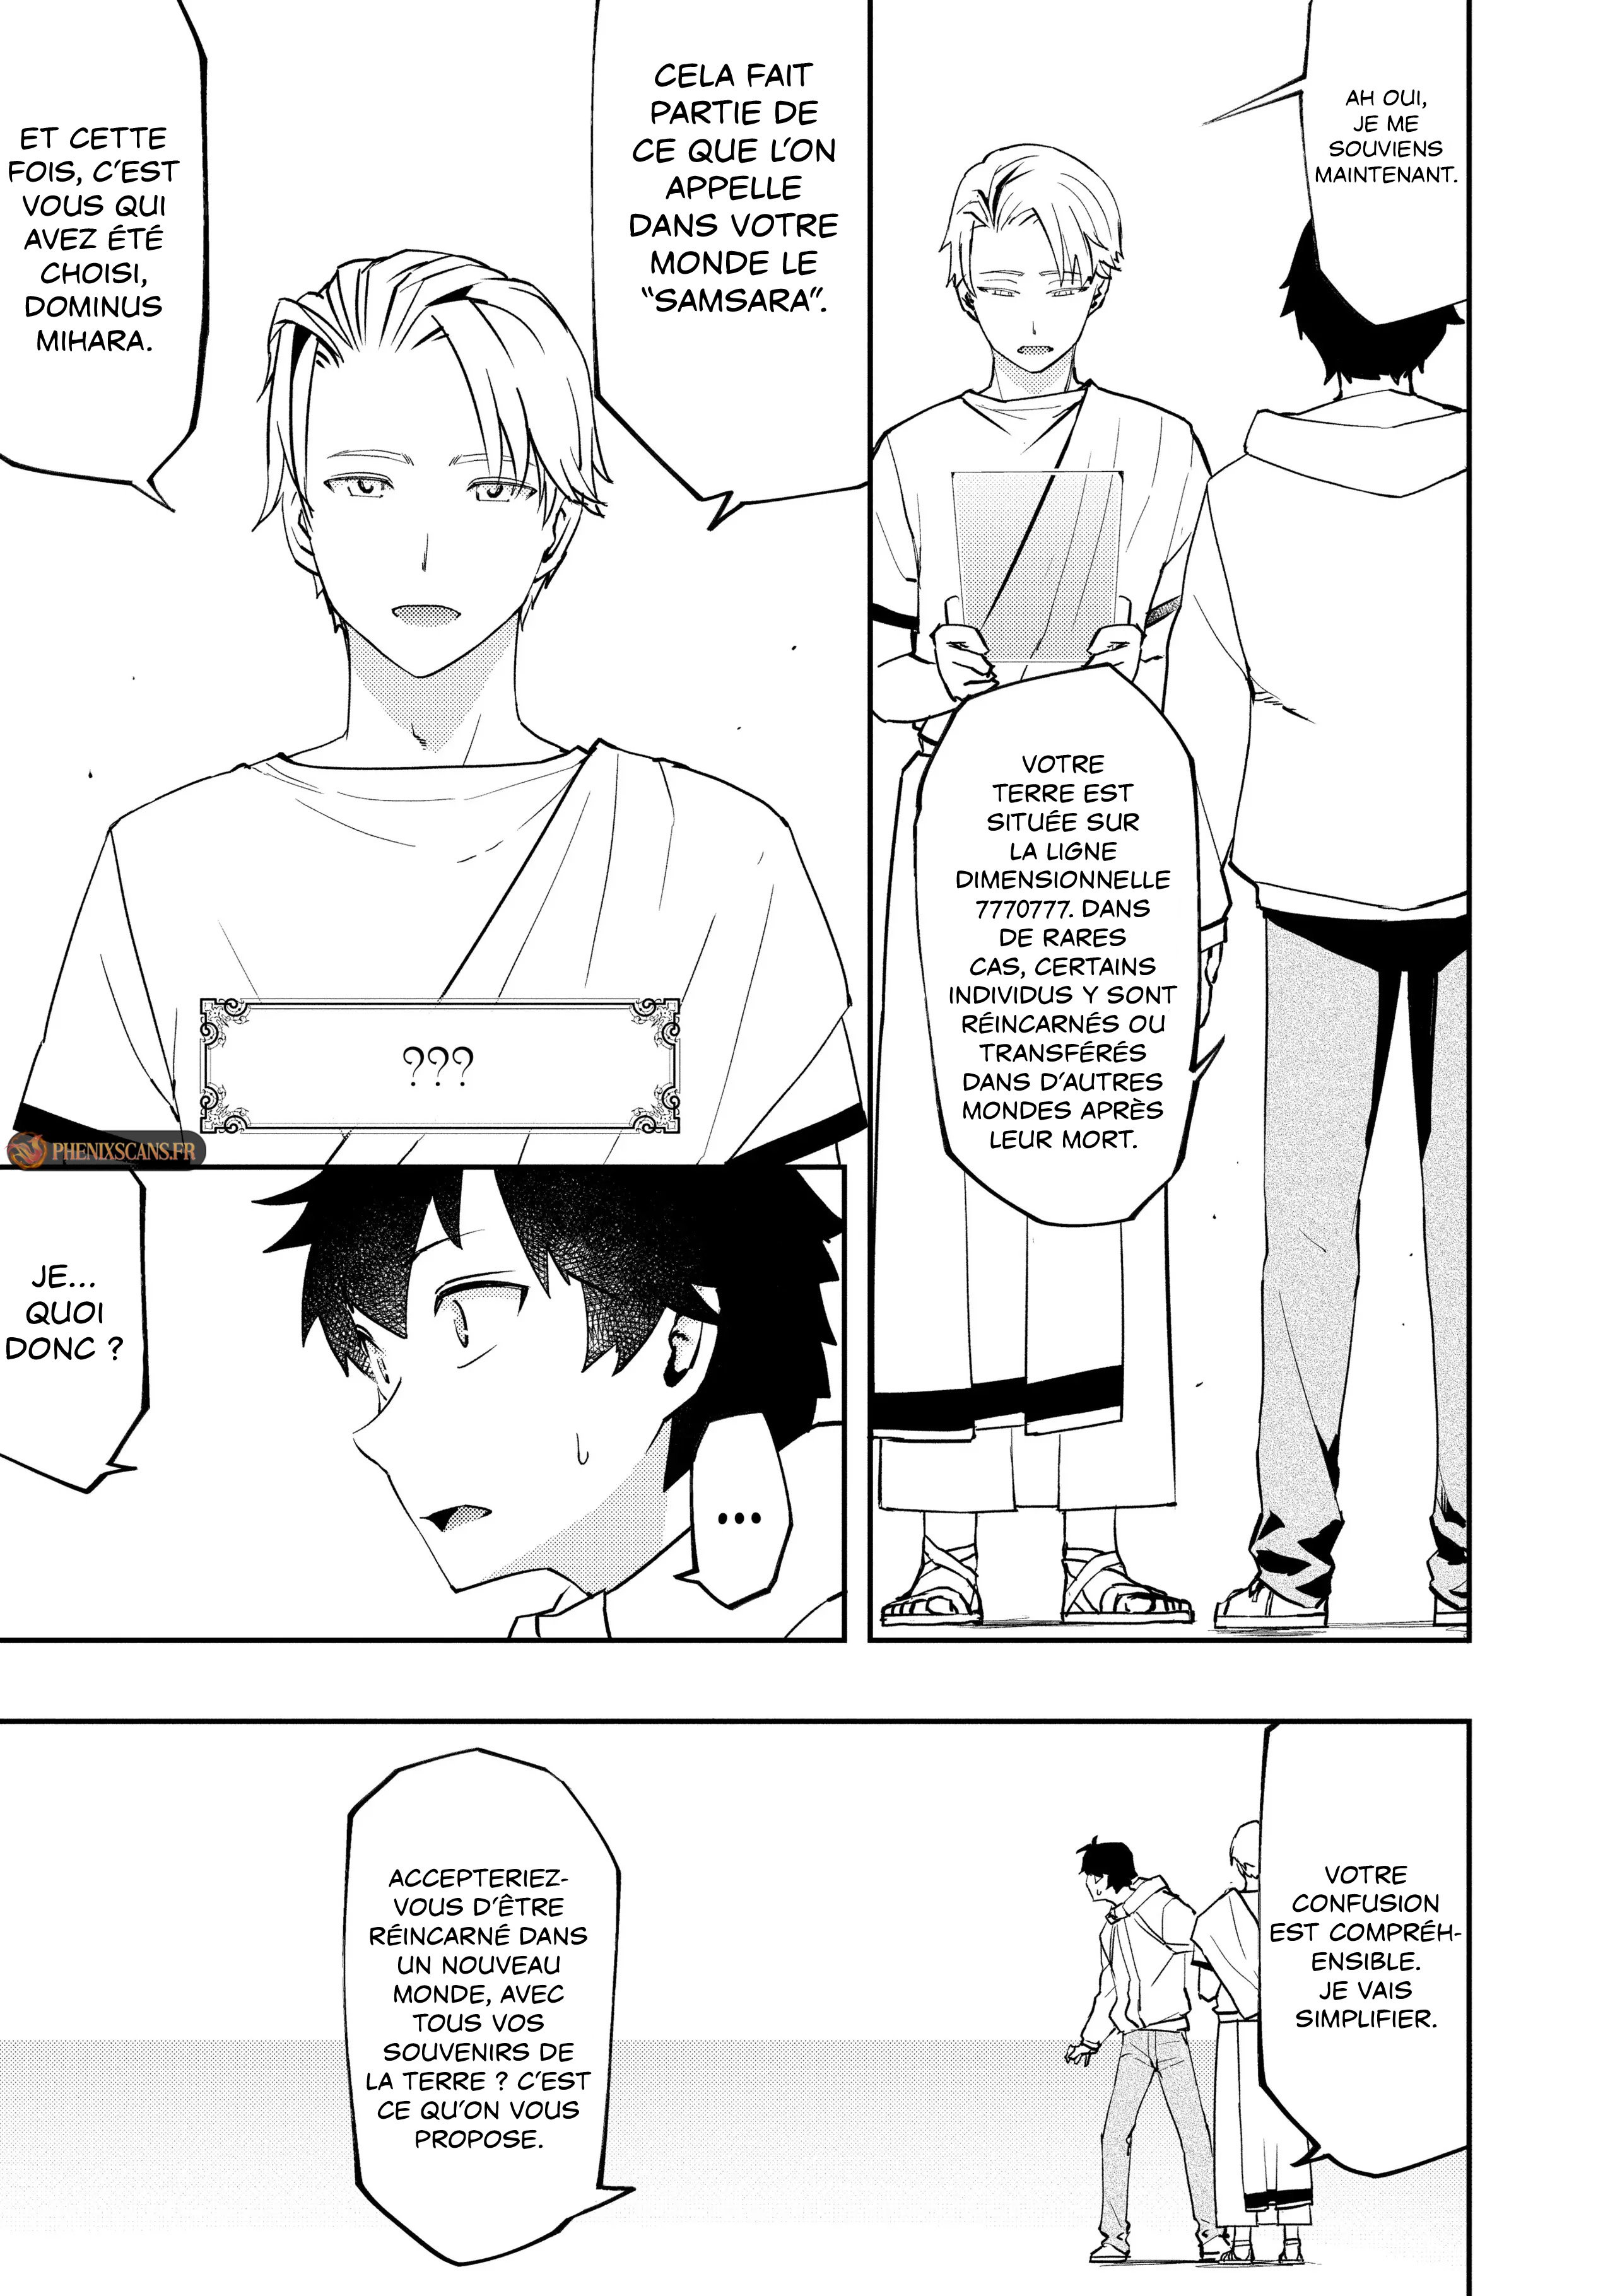 AH OUI,
JE ME
SOUVIENS
MAINTENANT.
VOTRE
TERRE EST
SITUÉE SUR
LA LIGNE
DIMENSIONNELLE
7770777. DANS
DE RARES
CAS, CERTAINS
INDIVIDUS Y SONT
RÉINCARNÉS OU
TRANSFÉRÉS
DANS D'AUTRES
MONDES APRÈS
LEUR MORT.
CELA FAIT
PARTIE DE
CE QUE L'ON
APPELLE
DANS VOTRE
MONDE LE
"SAMSARA".
ET CETTE
FOIS, C'EST
VOUS QUI
AVEZ ÉTÉ
CHOISI,
DOMINUS
MIHARA.
???
PHENIXSCANS.FR
...
JE...
QUOI
DONC ?
VOTRE
CONFUSION
EST COMPRÉH-
ENSIBLE.
JE VAIS
SIMPLIFIER.
ACCEPTERIEZ-
VOUS D'ÊTRE
RÉINCARNÉ DANS
UN NOUVEAU
MONDE, AVEC
TOUS VOS
SOUVENIRS DE
LA TERRE ? C'EST
CE QU'ON VOUS
PROPOSE.